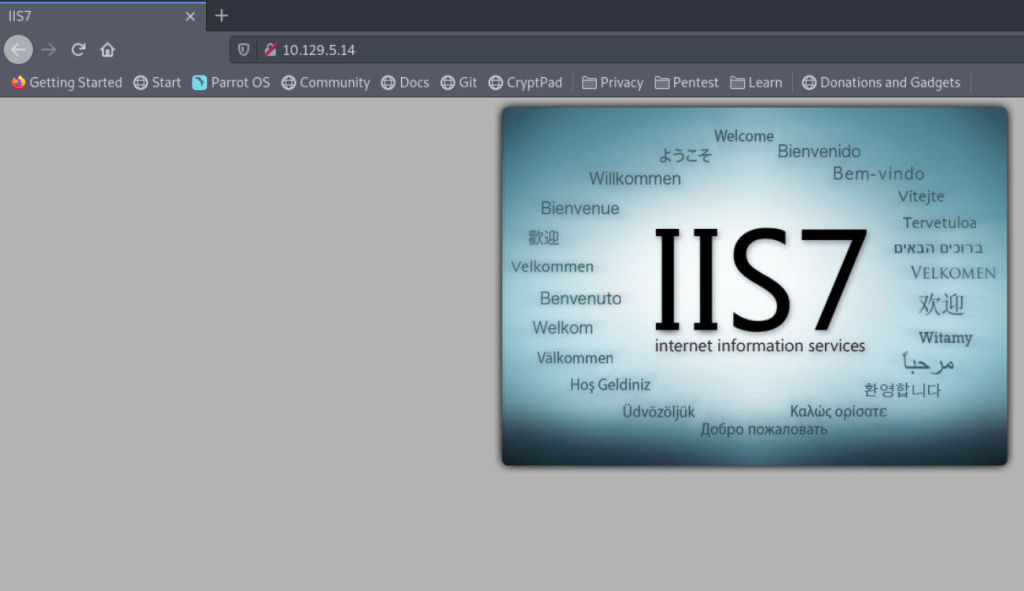 IIS7
10.129.5.14
Getting Started Start Parrot OS Community Docs Git CryptPad Privacy Pentest Learn Donations and Gadgets
Welcome
ようこそ
Bienvenido
Willkommen
Bem-vindo
Bienvenue
Vítejte
歡迎
Tervetuloa
ברוכים הבאים
Velkommen
VELKOMEN
Benvenuto
欢迎
Welkom
Witamy
Välkommen
مرحباً
Hoş Geldiniz
환영합니다
Üdvözöljük
Καλώς ορίσατε
Добро пожаловать
IIS7
internet information services